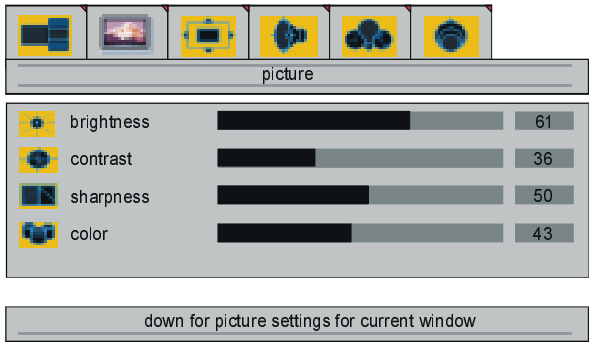 picture
brightness 61
contrast 36
sharpness 50
color 43
down for picture settings for current window